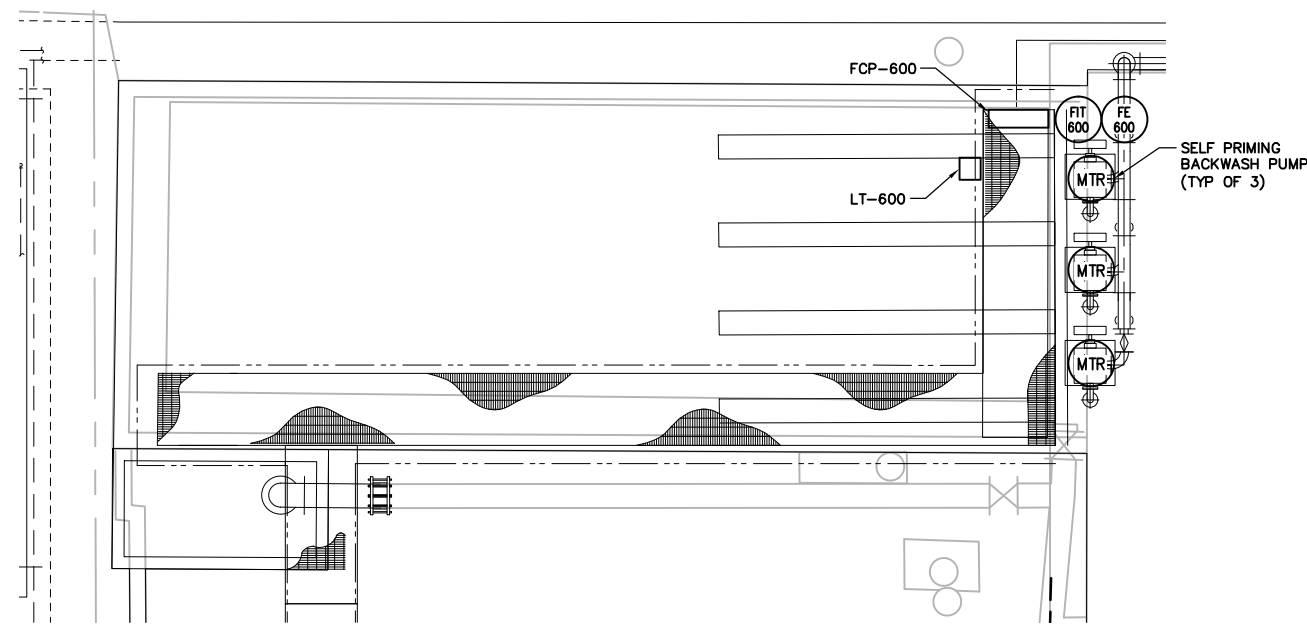 FCP-600
FIT
600
FE
600
SELF PRIMING
BACKWASH PUMP
(TYP OF 3)
MTR
LT-600
MTR
MTR